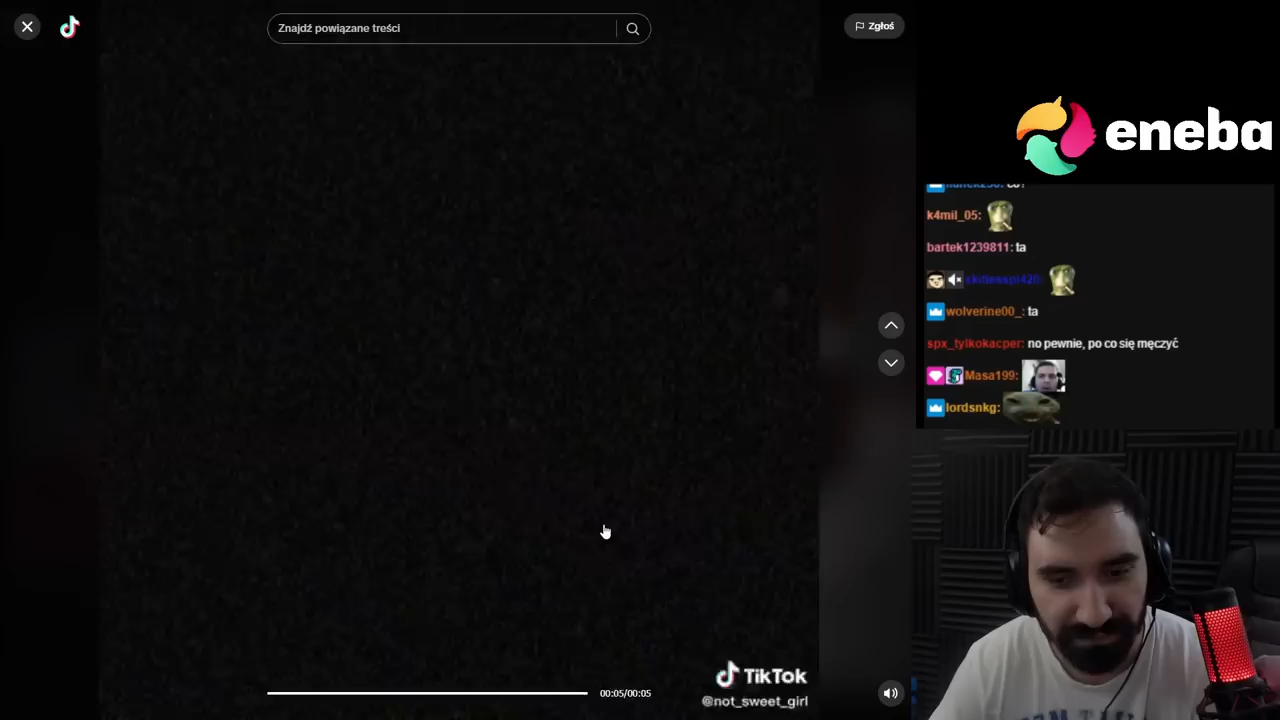 Znajdź powiązane treści
Zgłoś
eneba
k4mil_05:
bartek1239811: ta
wolverine00_: ta
spx_tylkokacper: no pewnie, po co się męczyć
Masa199:
lordsnkg:
00:05/00:05
TikTok
@not_sweet_girl